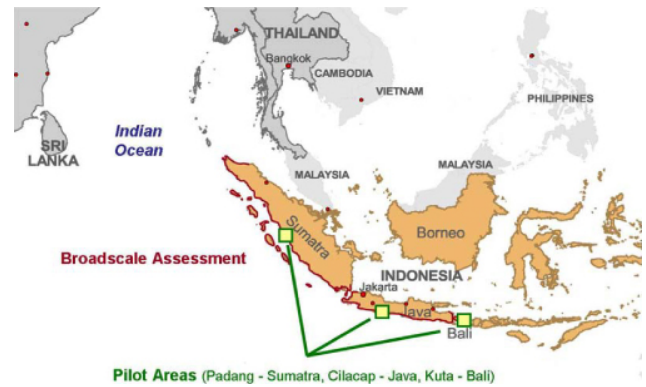 THAILAND
Bangkok
CAMBODIA
VIETNAM
PHILIPPINES
SRI
LANKA
Indian
Ocean
MALAYSIA
MALAYSIA
Sumatra
Borneo
Broadscale Assessment
INDONESIA
Jakarta
Java
Bali
Pilot Areas (Padang - Sumatra, Cilacap - Java, Kuta - Bali)